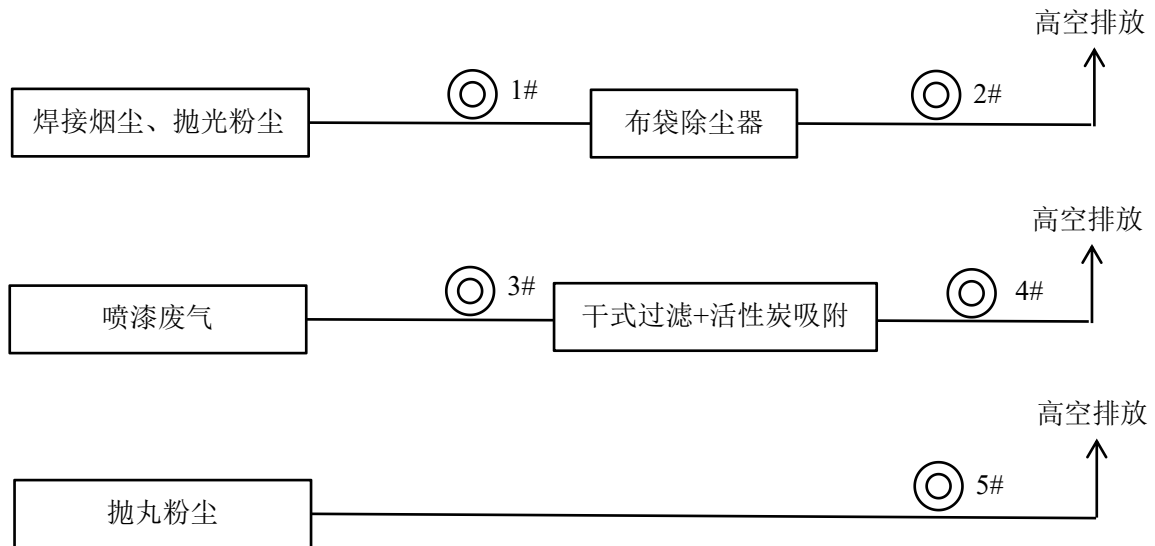 高空排放
焊接烟尘、抛光粉尘
1#
布袋除尘器
2#
高空排放
喷漆废气
3#
干式过滤+活性炭吸附
4#
高空排放
抛丸粉尘
5#